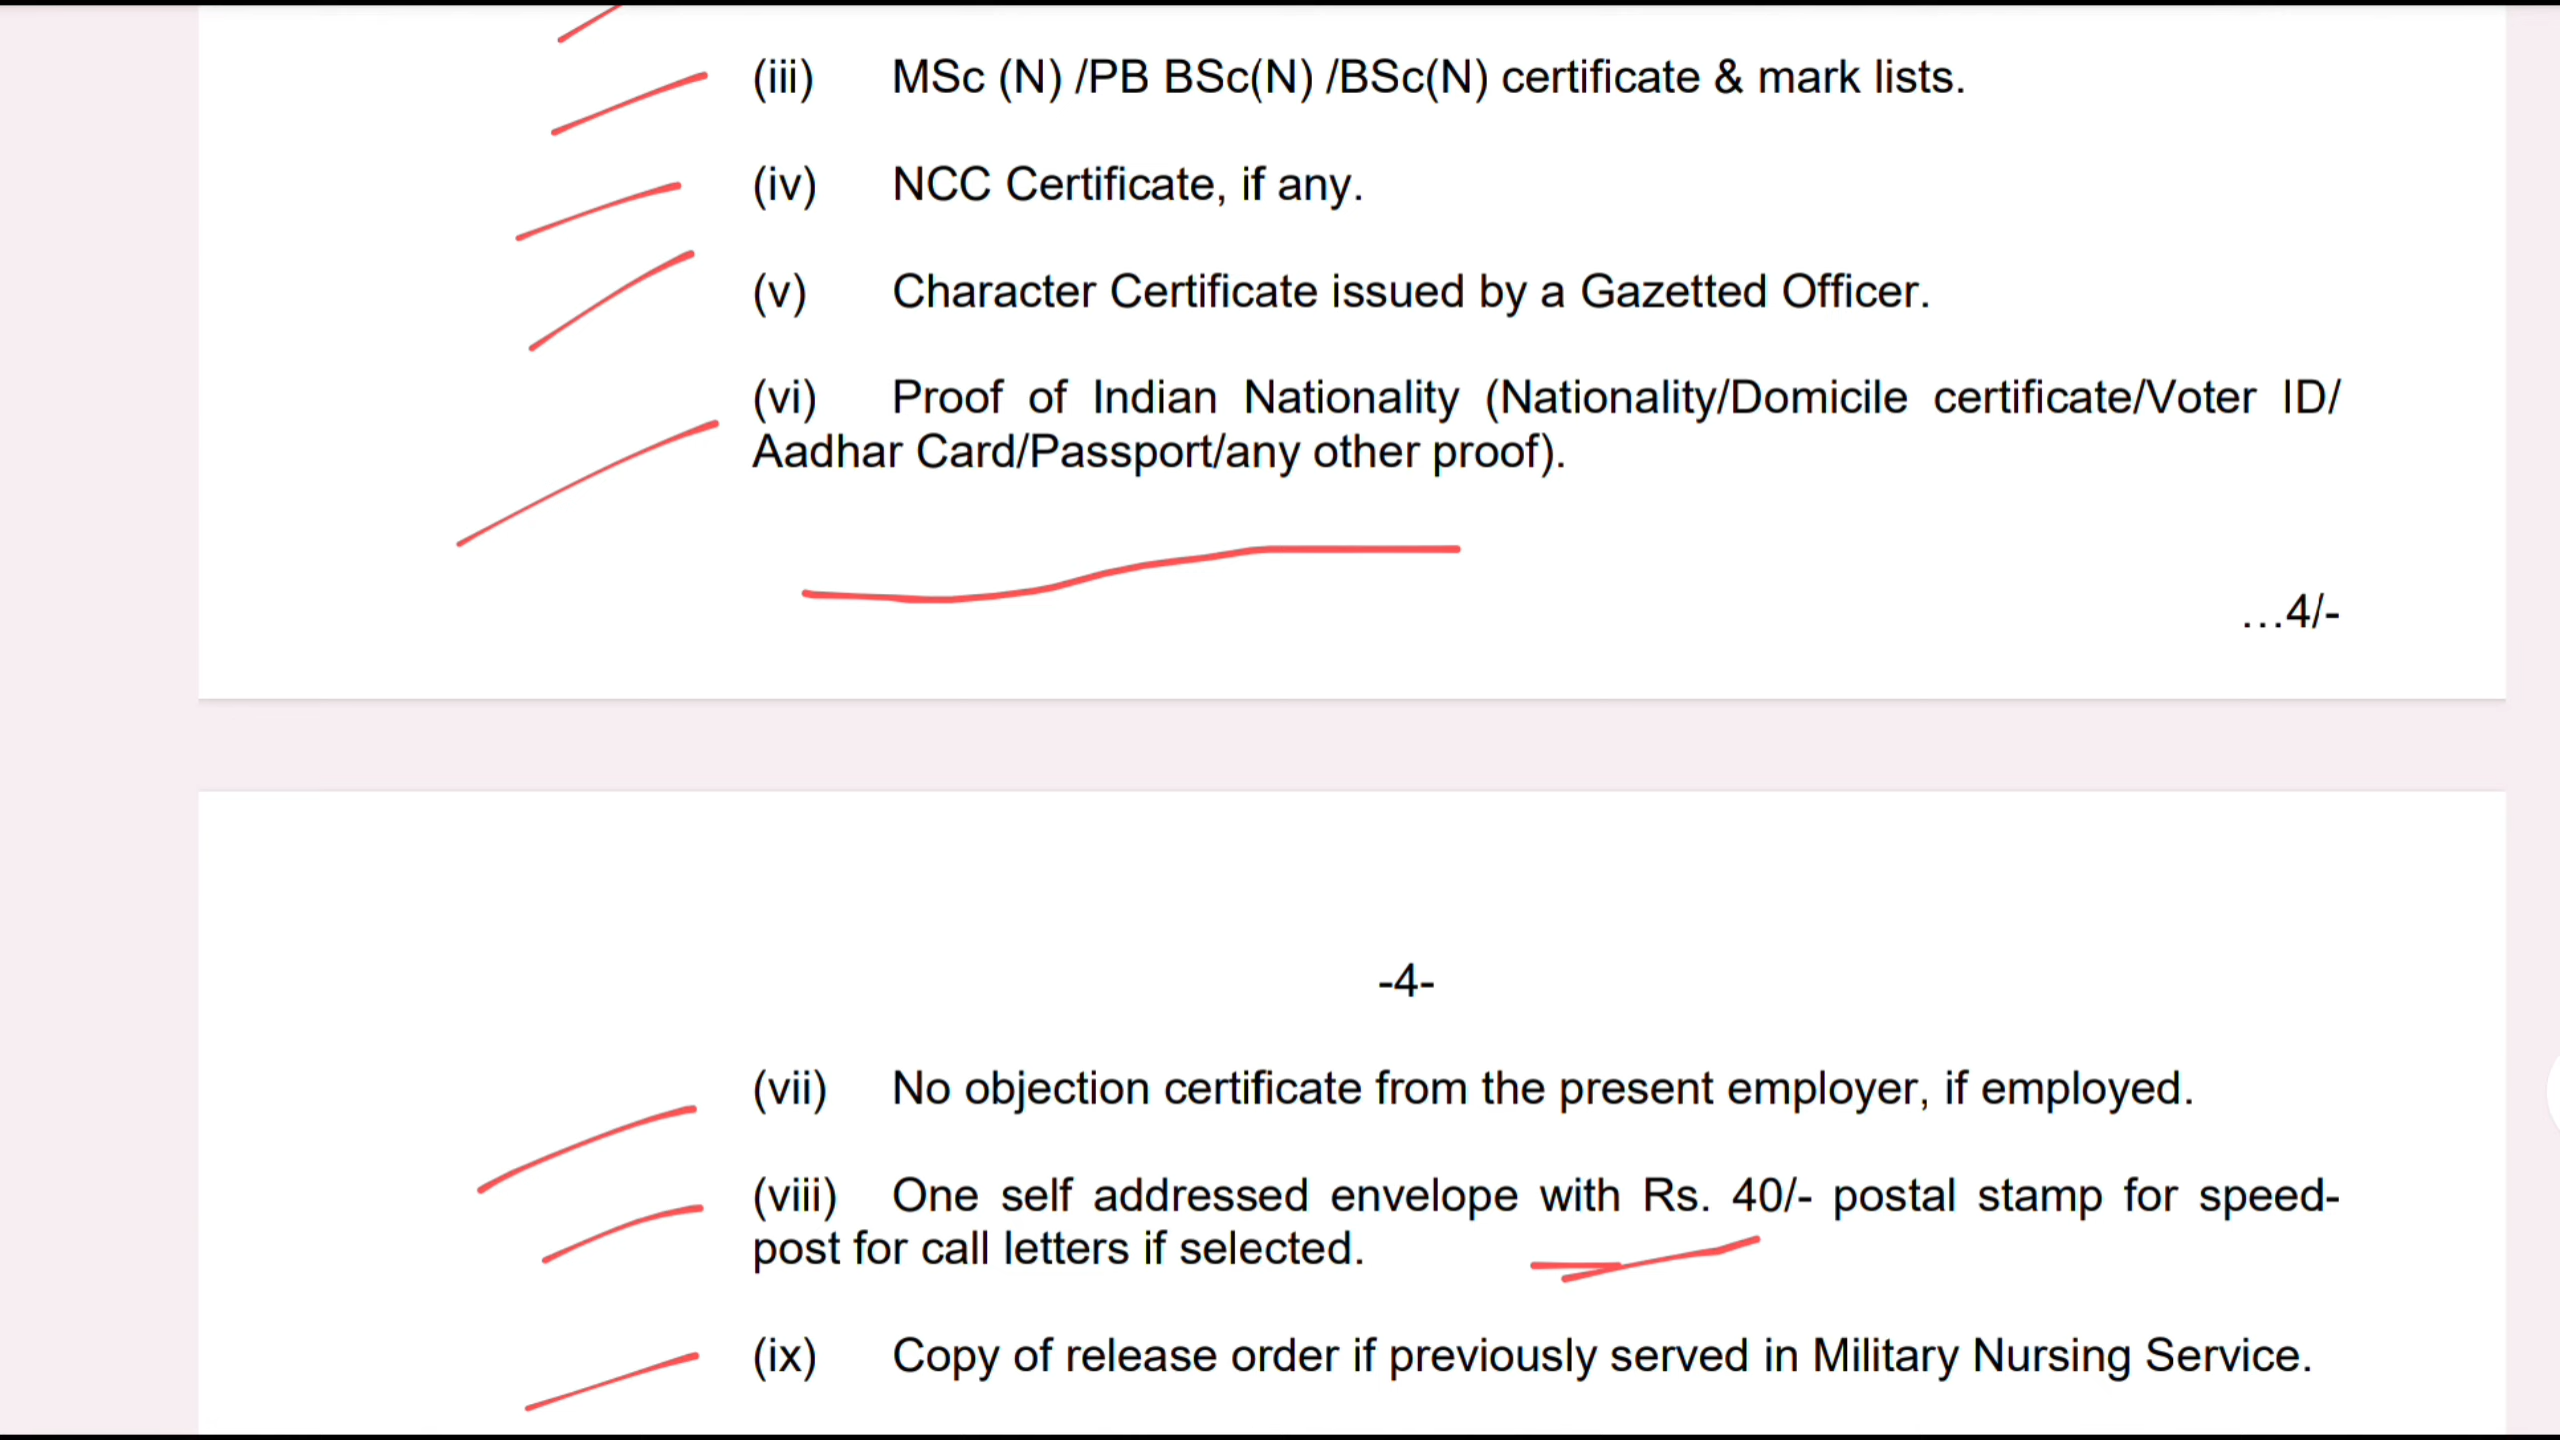 (iii) MSc (N) /PB BSc(N) /BSc(N) certificate & mark lists.
(iv) NCC Certificate, if any.
(v) Character Certificate issued by a Gazetted Officer.
(vi) Proof of Indian Nationality (Nationality/Domicile certificate/Voter ID/
Aadhar Card/Passport/any other proof).
...4/-
-4-
(vii) No objection certificate from the present employer, if employed.
(viii) One self addressed envelope with Rs. 40/- postal stamp for speed-
post for call letters if selected.
(ix) Copy of release order if previously served in Military Nursing Service.